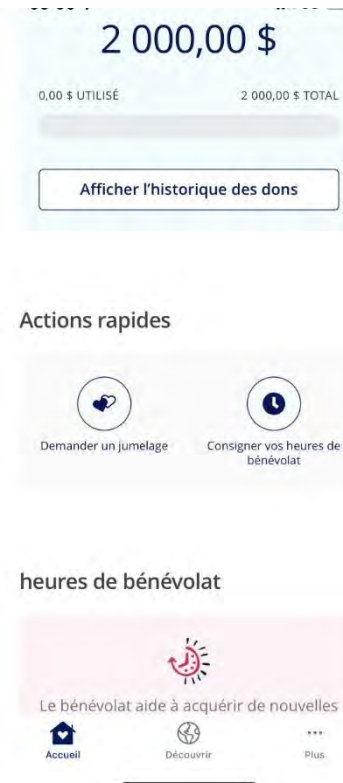 2 000,00 $
0,00 $ UTILISÉ
2 000,00 $ TOTAL
Afficher l'historique des dons
Actions rapides
Demander un jumelage
Consigner vos heures de
bénévolat
heures de bénévolat
Le bénévolat aide à acquérir de nouvelles
Accueil
Découvrir
Plus